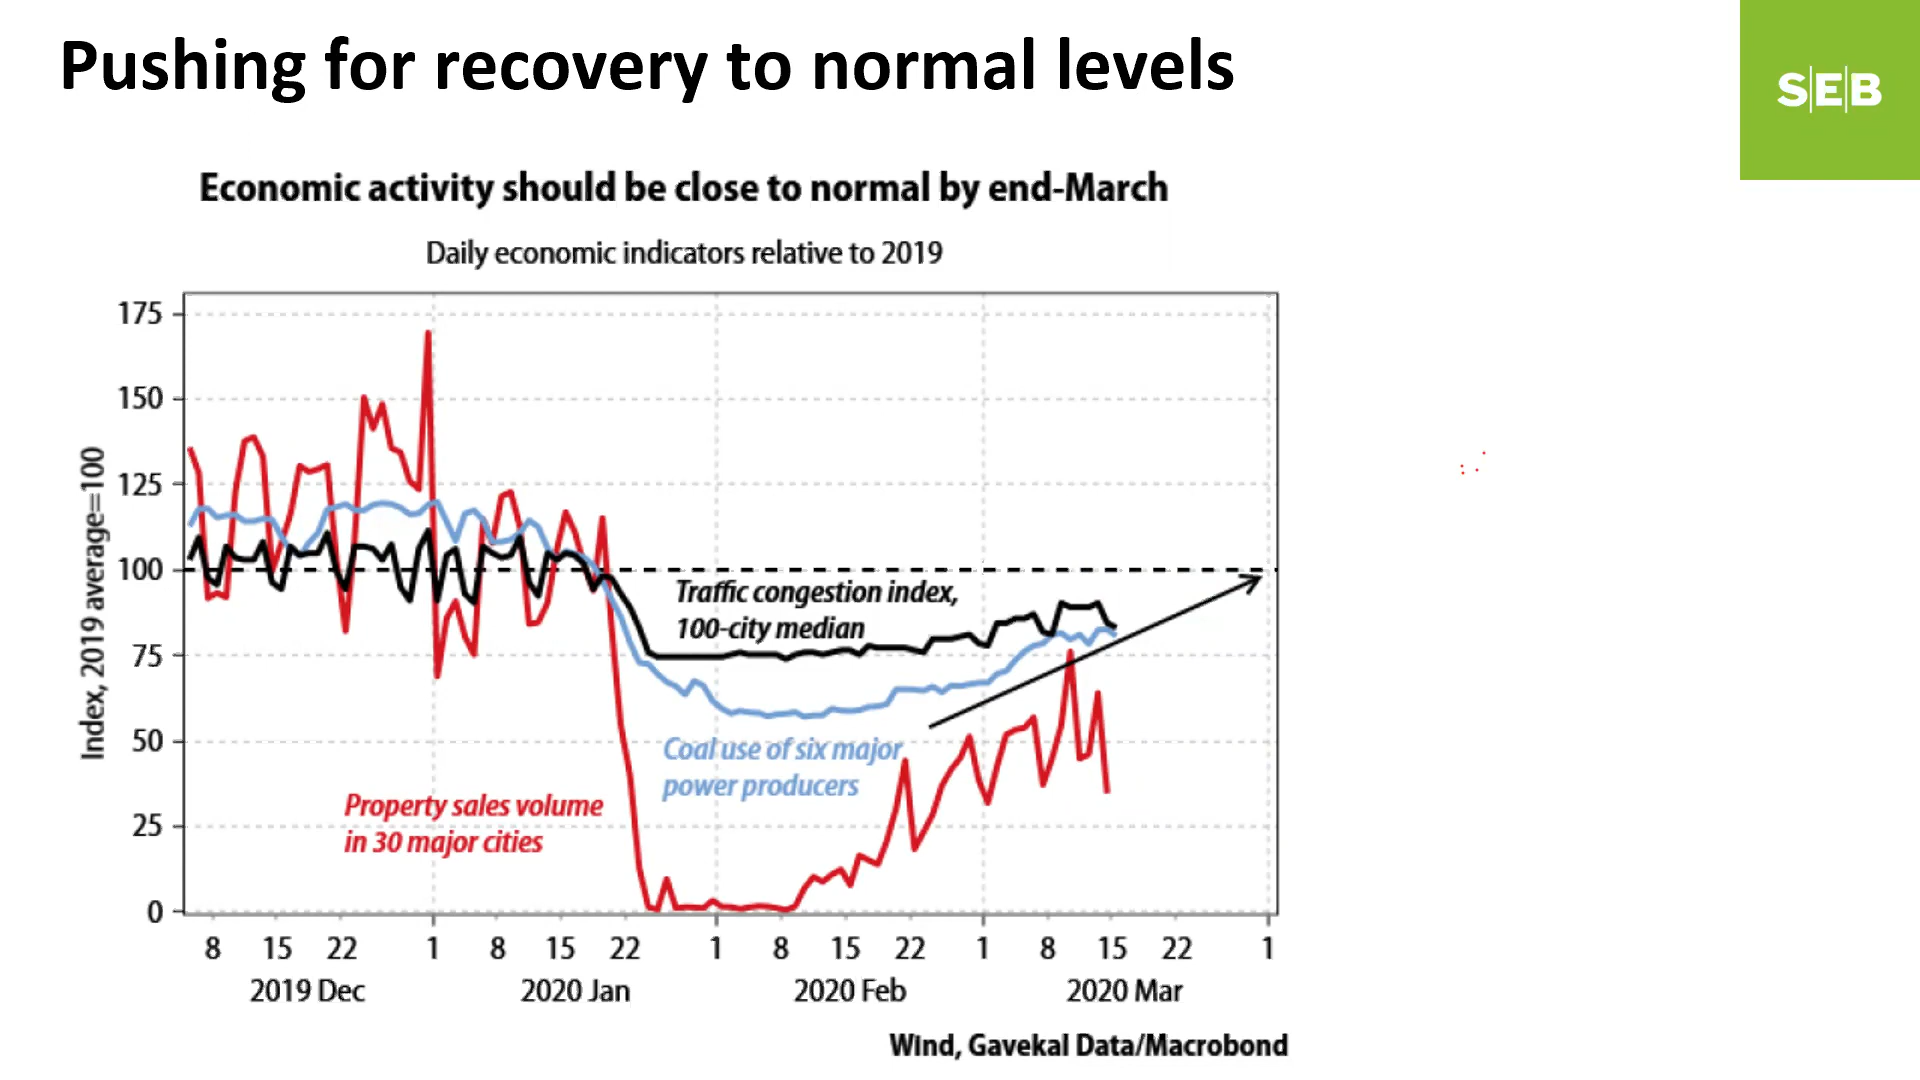 Pushing for recovery to normal levels
SEB
Economic activity should be close to normal by end-March
Daily economic indicators relative to 2019
175
150
125
100
75
50
25
0
Index, 2019 average=100
Traffic congestion index,
100-city median
Coal use of six major
power producers
Property sales volume
in 30 major cities
8 15 22 1 8 15 22 1 8 15 22 1 8 15 22 1
2019 Dec 2020 Jan 2020 Feb 2020 Mar
Wind, Gavekal Data/Macrobond